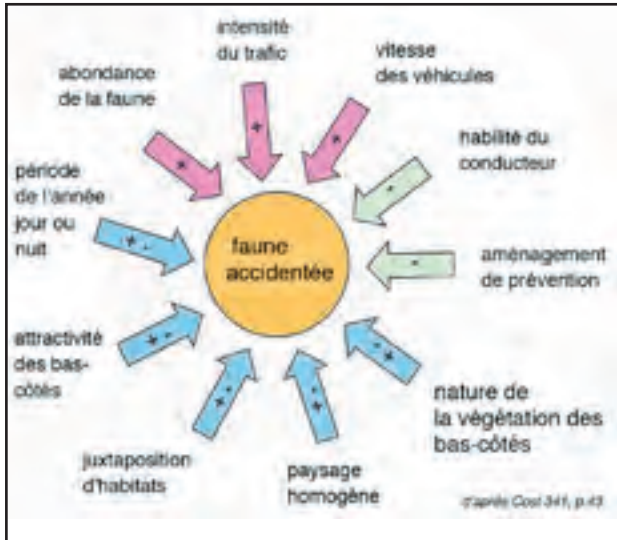 intensité
du trafic
vitesse
des véhicules
abondance
de la faune
habilité du
conducteur
période
de l'année
jour ou
nuit
faune
accidentée
aménagement
de prévention
attractivité
des bas-
côtés
nature de
la végétation des
bas-côtés
juxtaposition
d'habitats
paysage
homogène
d'après Cost 341, p.43
+
+
+
-
-
+ -
+ -
+ -
- +
- +